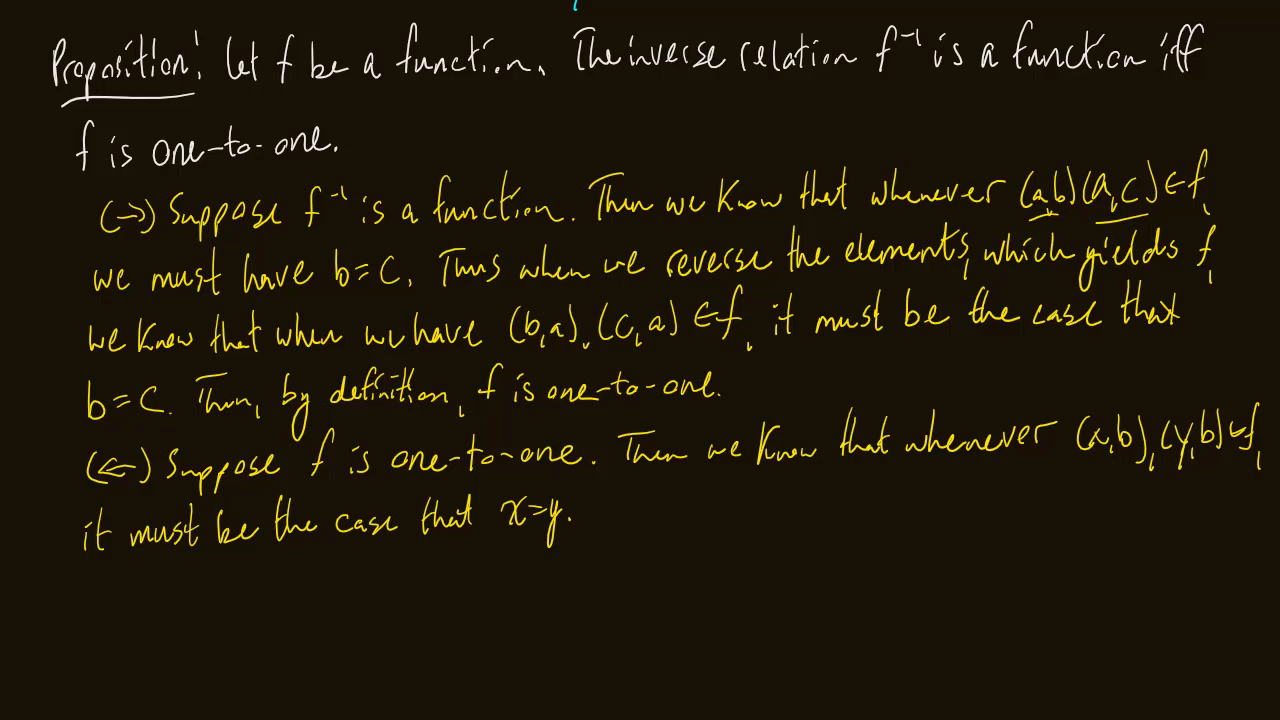 Proposition: Let f be a function. The inverse relation f⁻¹ is a function iff
f is one-to-one.
(→) Suppose f⁻¹ is a function. Then we know that whenever (a,b)(a,c) ∈ f,
we must have b = c. Thus when we reverse the elements, which yields f,
we know that when we have (b,a), (c,a) ∈ f, it must be the case that
b = c. Then, by definition, f is one-to-one.
(←) Suppose f is one-to-one. Then we know that whenever (x,b), (y,b) ∈ f,
it must be the case that x=y.